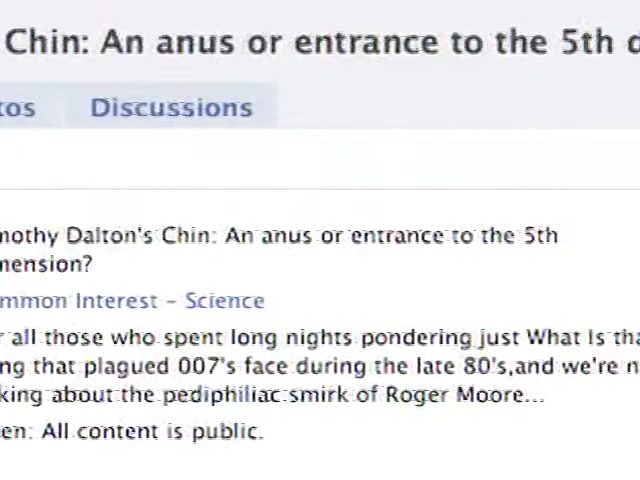 Chin: An anus or entrance to the 5th d
tos Discussions
mothy Dalton's Chin: An anus or entrance to the 5th
mension?
mmon Interest - Science
r all those who spent long nights pondering just What Is tha
ng that plagued 007's face during the late 80's,and we're n
king about the pediphiliac smirk of Roger Moore...
en: All content is public.